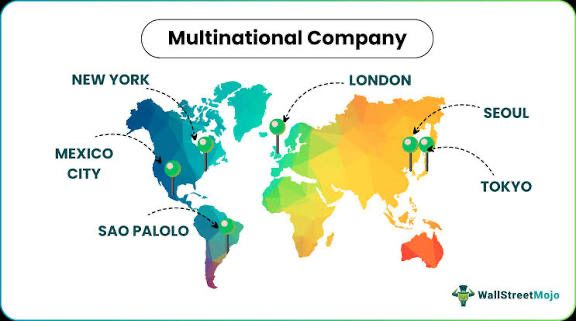 Multinational Company
NEW YORK
LONDON
SEOUL
MEXICO
CITY
TOKYO
SAO PALOLO
WallStreetMojo